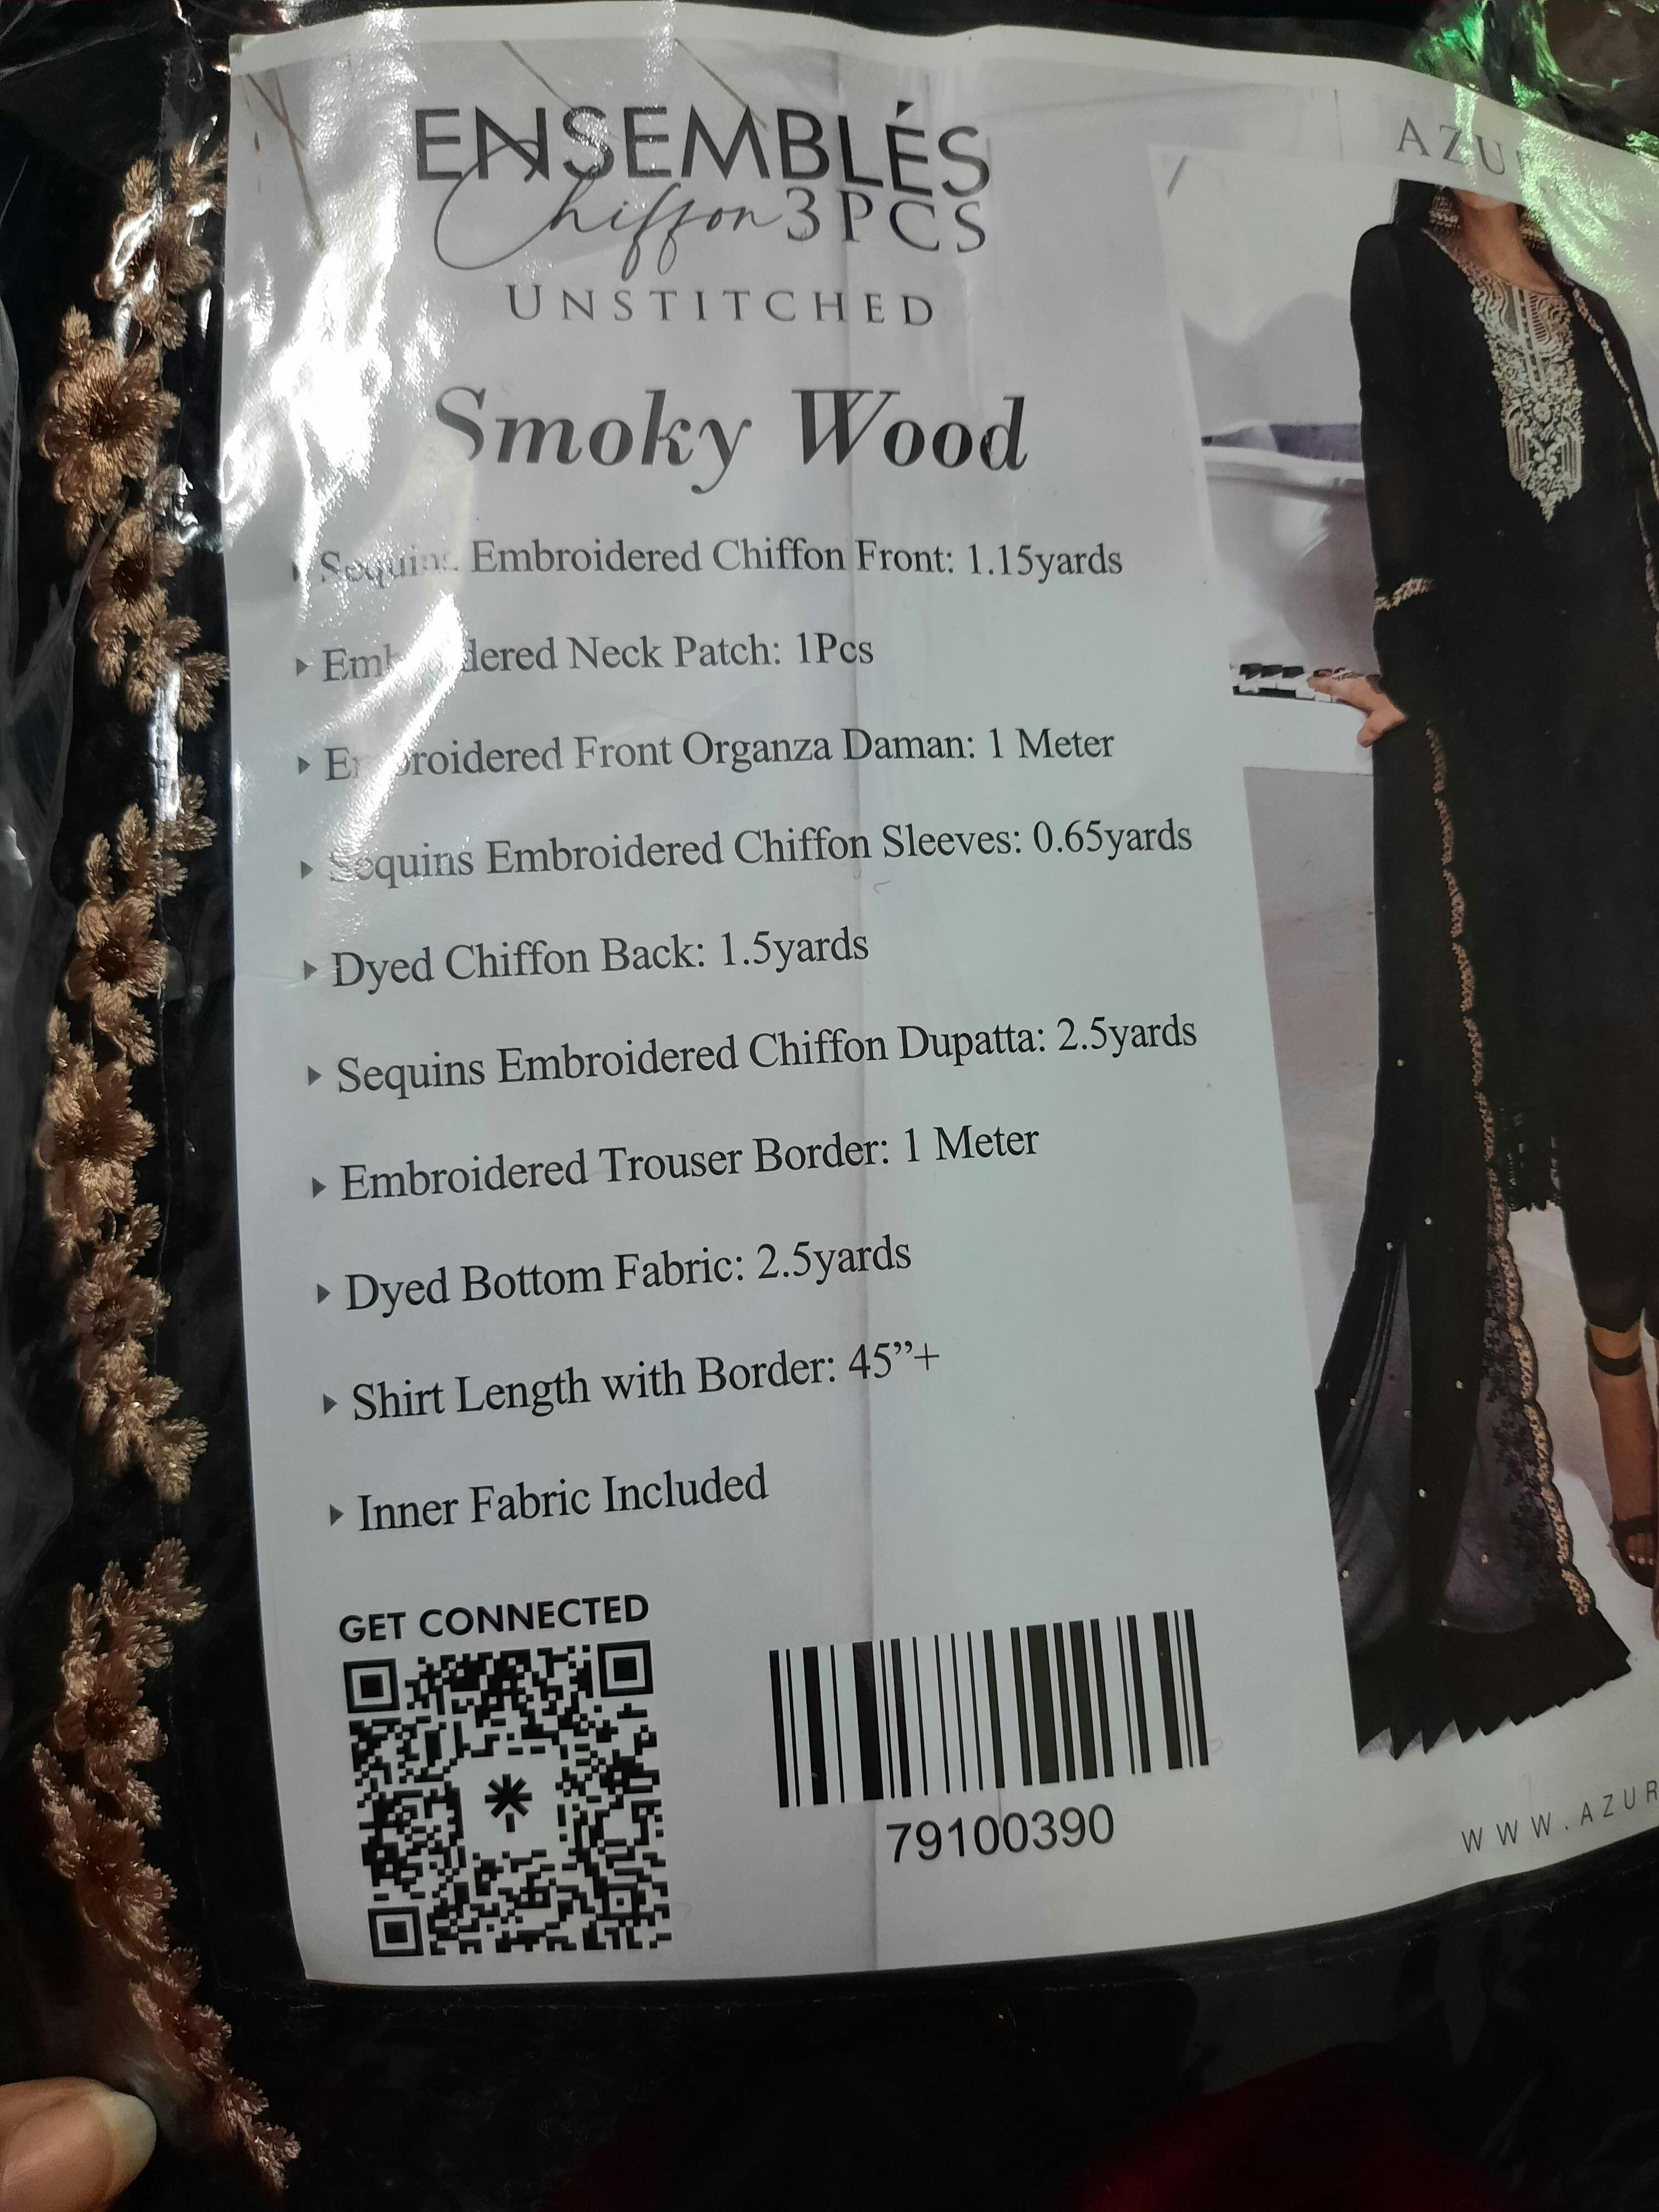 ENSEMBLÉS
Chiffon 3PCS
UNSTITCHED
Smoky Wood
Sequins Embroidered Chiffon Front: 1.15yards
▸ Embroidered Neck Patch: 1Pcs
▸ Embroidered Front Organza Daman: 1 Meter
▸ Sequins Embroidered Chiffon Sleeves: 0.65yards
▸ Dyed Chiffon Back: 1.5yards
▸ Sequins Embroidered Chiffon Dupatta: 2.5yards
▸ Embroidered Trouser Border: 1 Meter
▸ Dyed Bottom Fabric: 2.5yards
▸ Shirt Length with Border: 45”+
▸ Inner Fabric Included
GET CONNECTED
79100390
AZU
WWW.AZUR